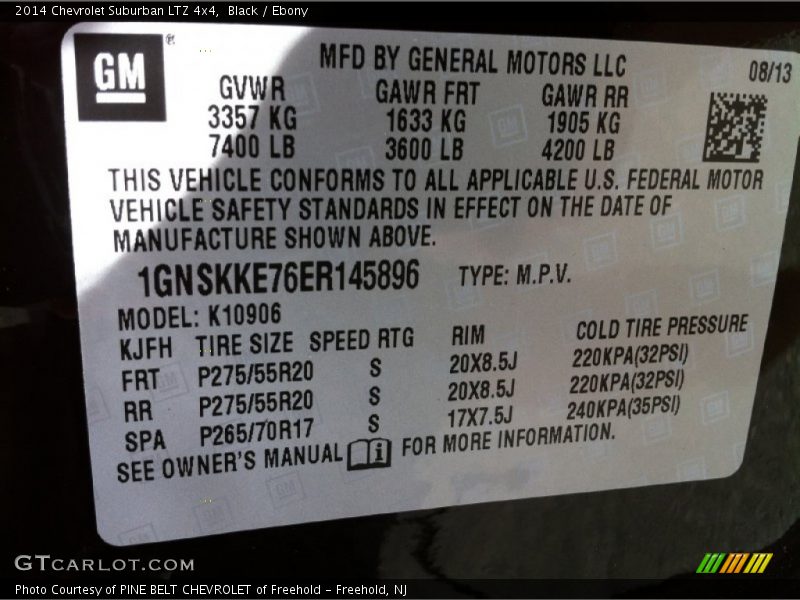 2014 Chevrolet Suburban LTZ 4x4, Black / Ebony
GM ®
MFD BY GENERAL MOTORS LLC
08/13
GVWR GAWR FRT GAWR RR
3357 KG 1633 KG 1905 KG
7400 LB 3600 LB 4200 LB
THIS VEHICLE CONFORMS TO ALL APPLICABLE U.S. FEDERAL MOTOR
VEHICLE SAFETY STANDARDS IN EFFECT ON THE DATE OF
MANUFACTURE SHOWN ABOVE.
1GNSKKE76ER145896 TYPE: M.P.V.
MODEL: K10906
KJFH TIRE SIZE SPEED RTG RIM COLD TIRE PRESSURE
FRT P275/55R20 S 20X8.5J 220KPA(32PSI)
RR P275/55R20 S 20X8.5J 220KPA(32PSI)
SPA P265/70R17 S 17X7.5J 240KPA(35PSI)
SEE OWNER'S MANUAL i FOR MORE INFORMATION.
GTCARLOT.COM
Photo Courtesy of PINE BELT CHEVROLET of Freehold - Freehold, NJ